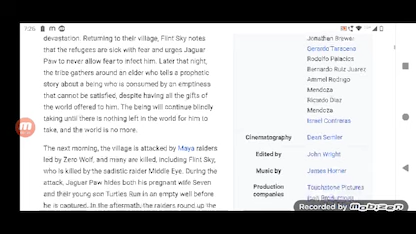 7:25
devastation. Returning to their village, Flint Sky notes
that the refugees are sick with fear and urges Jaguar
Paw to never allow fear to infect him. Later that night,
the tribe gathers around an elder who tells a prophetic
story about a being who is consumed by an emptiness
that cannot be satisfied, despite having all the gifts of
the world offered to him. The being will continue blindly
taking until there is nothing left in the world for him to
take, and the world is no more.
The next morning, the village is attacked by Maya raiders
led by Zero Wolf, and many are killed, including Flint Sky,
who is killed by the sadistic raider Middle Eye. During the
attack, Jaguar Paw hides both his pregnant wife Seven
and their young son Turtles Run in an empty well before
he is captured. In the aftermath, the raiders round up the
Jonathan Brewer
Gerardo Taracena
Rodolfo Palacios
Bernardo Ruiz Juarez
Ammel Rodrigo
Mendoza
Ricardo Diaz
Mendoza
Israel Contreras
Cinematography Dean Semler
Edited by John Wright
Music by James Horner
Production Touchstone Pictures
companies Icon Productions
Recorded by mobizen